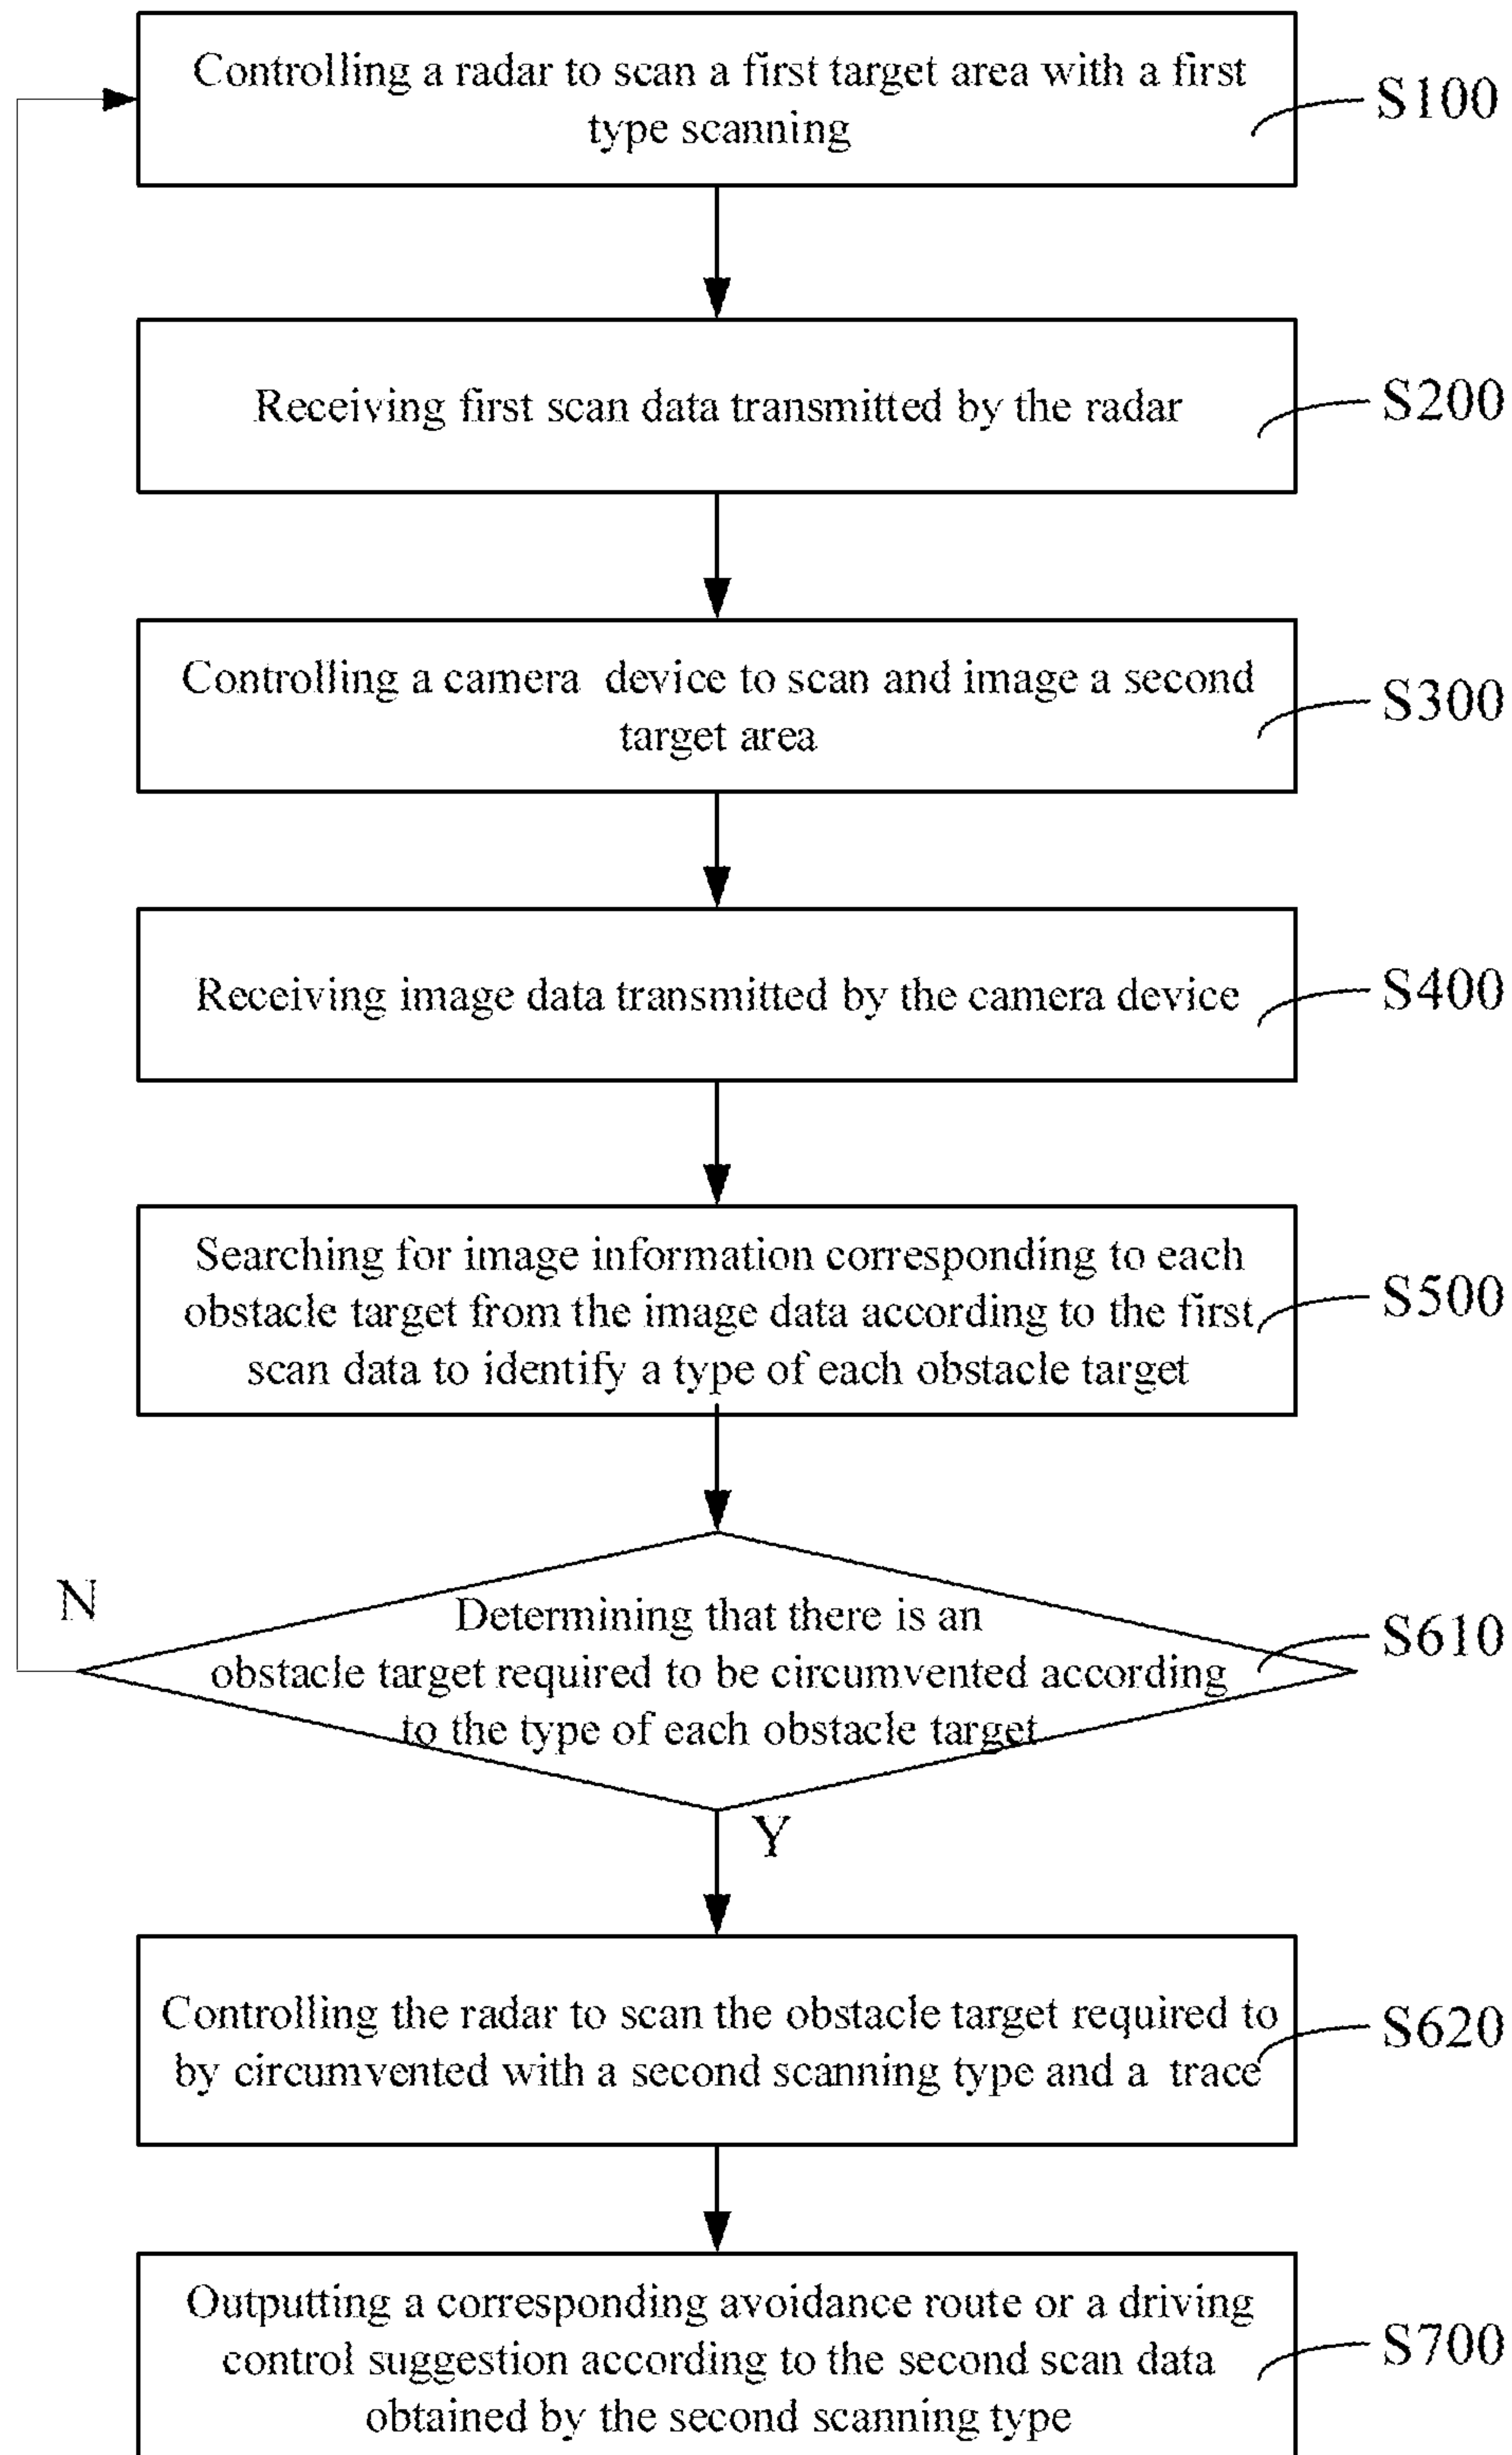 Controlling a radar to scan a first target area with a first
type scanning
S100
Receiving first scan data transmitted by the radar
S200
Controlling a camera device to scan and image a second
target area
S300
Receiving image data transmitted by the camera device
S400
Searching for image information corresponding to each
obstacle target from the image data according to the first
scan data to identify a type of each obstacle target
S500
N
Determining that there is an
obstacle target required to be circumvented according
to the type of each obstacle target
S610
Y
Controlling the radar to scan the obstacle target required to
by circumvented with a second scanning type and a trace
S620
Outputting a corresponding avoidance route or a driving
control suggestion according to the second scan data
obtained by the second scanning type
S700